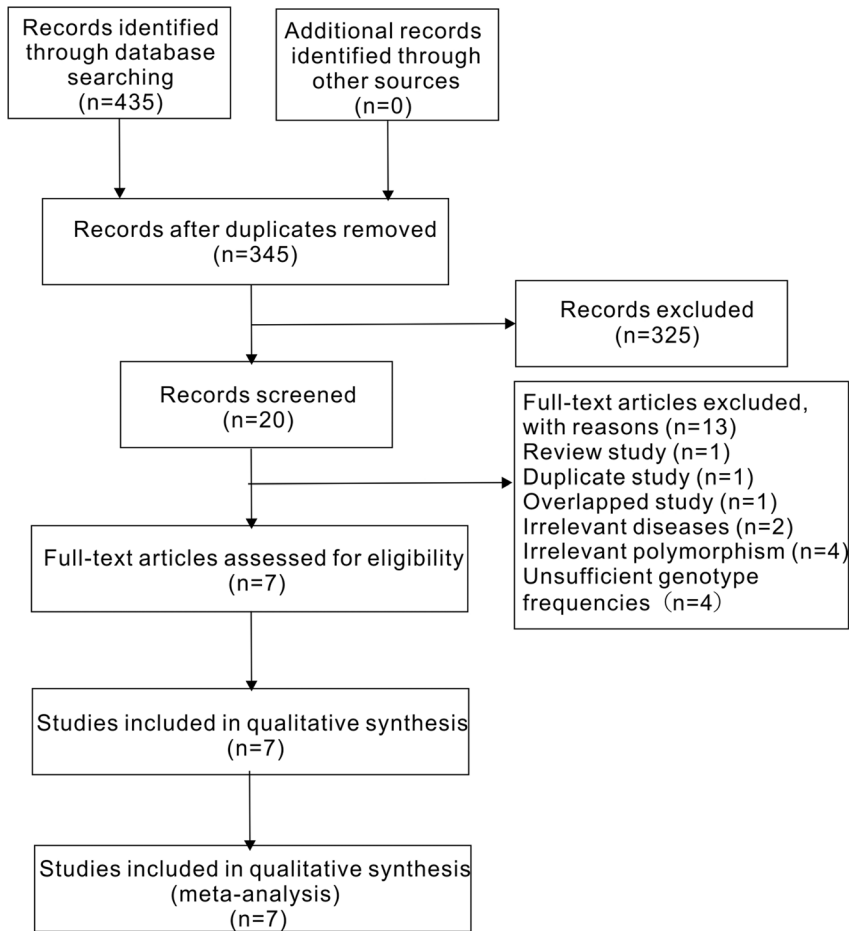 Records identified
through database
searching
(n=435)
Additional records
identified through
other sources
(n=0)
Records after duplicates removed
(n=345)
Records excluded
(n=325)
Records screened
(n=20)
Full-text articles excluded,
with reasons (n=13)
Review study (n=1)
Duplicate study (n=1)
Overlapped study (n=1)
Irrelevant diseases (n=2)
Irrelevant polymorphism (n=4)
Unsufficient genotype
frequencies（n=4）
Full-text articles assessed for eligibility
(n=7)
Studies included in qualitative synthesis
(n=7)
Studies included in qualitative synthesis
(meta-analysis)
(n=7)